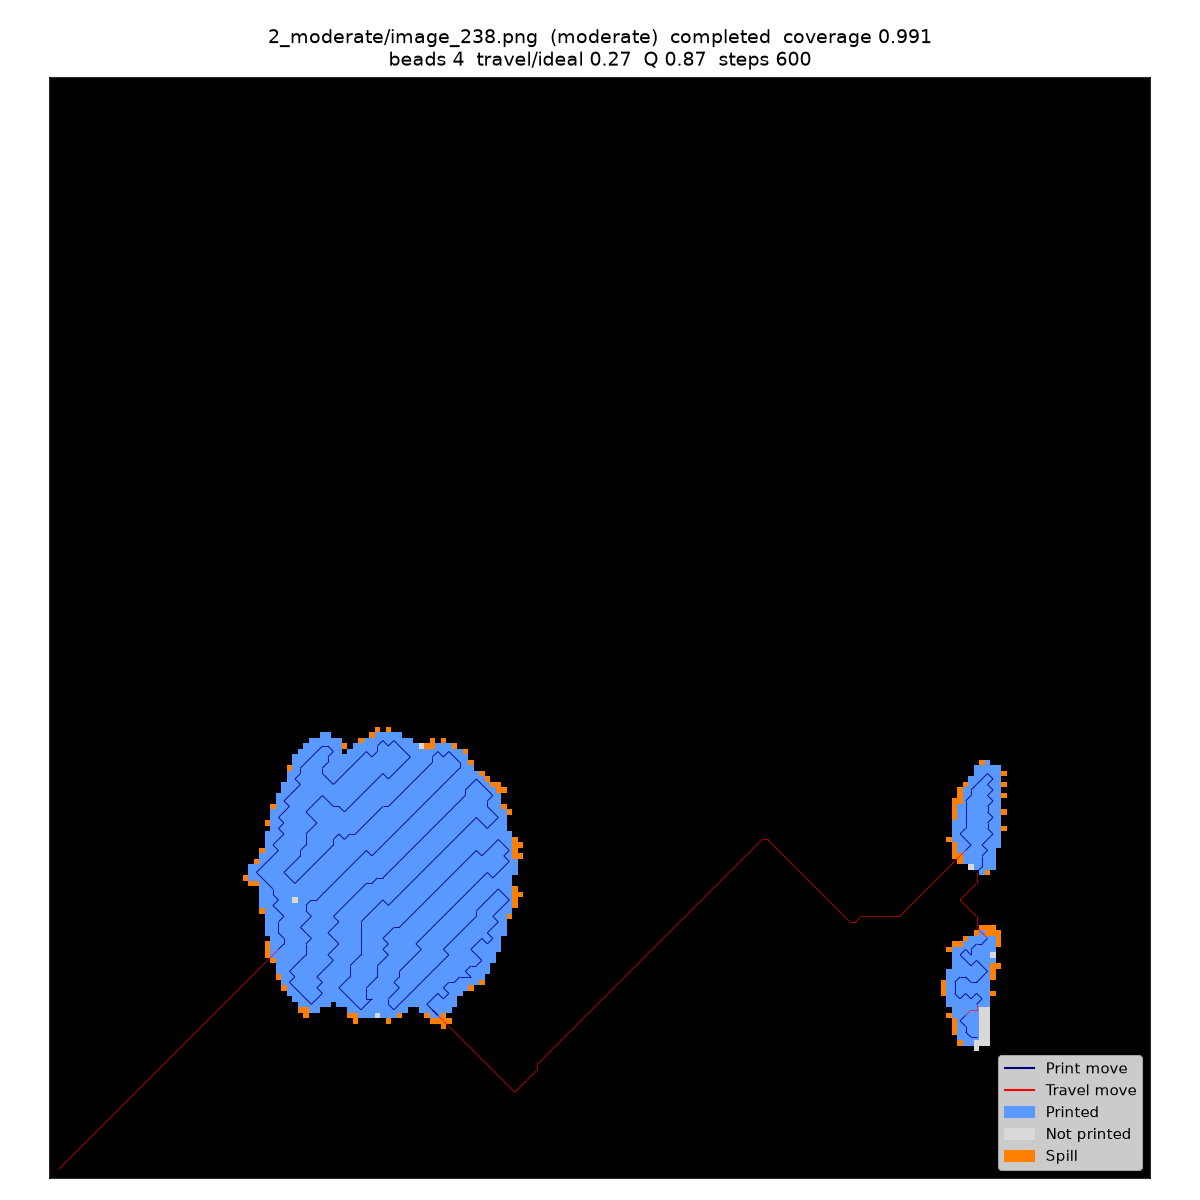 2_moderate/image_238.png  (moderate)  completed  coverage 0.991
beads 4  travel/ideal 0.27  Q 0.87  steps 600
Print move
Travel move
Printed
Not printed
Spill